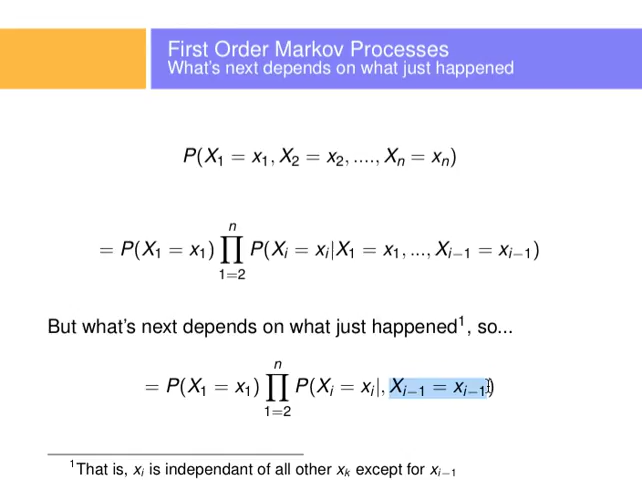 First Order Markov Processes
What's next depends on what just happened
P(X₁ = x₁, X₂ = x₂, ...., Xₙ = xₙ)
= P(X₁ = x₁) ∏ₗ₌₂ⁿ P(Xᵢ = xᵢ|X₁ = x₁, ..., Xᵢ₋₁ = xᵢ₋₁)
But what's next depends on what just happened¹, so...
= P(X₁ = x₁) ∏₁₌₂ⁿ P(Xᵢ = xᵢ|, Xᵢ₋₁ = xᵢ₋₁)
¹That is, xᵢ is independant of all other xₖ except for xᵢ₋₁